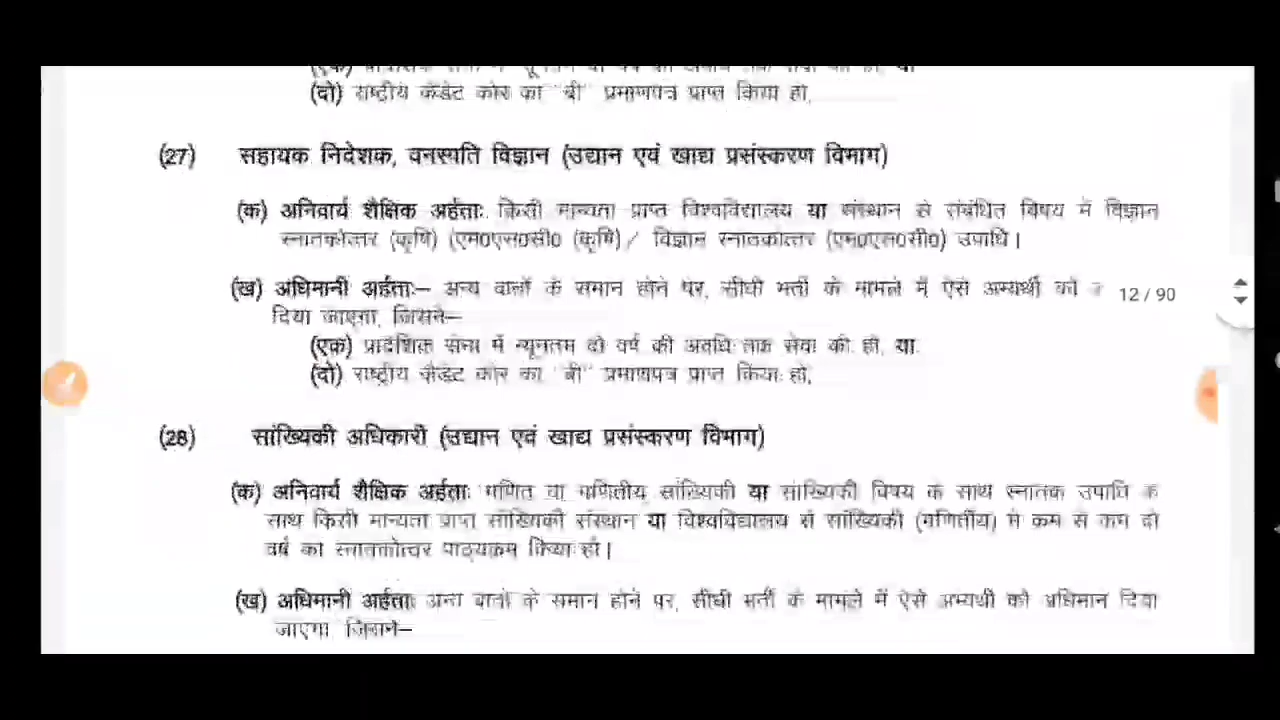 (दो) राष्ट्रीय कैडेट कोर का "बी" प्रमाणपत्र प्राप्त किया हो,
(27) सहायक निदेशक, वनस्पति विज्ञान (उद्यान एवं खाद्य प्रसंस्करण विभाग)
(क) अनिवार्य शैक्षिक अर्हताः किसी मान्यता प्राप्त विश्वविद्यालय या संस्थान से संबंधित विषय में विज्ञान
स्नातकोत्तर (कृषि) (एम0एस0सी0 (कृषि) / विज्ञान स्नातकोत्तर (एम0एस0सी0) उपाधि।
(ख) अधिमानी अर्हताः– अन्य बातों के समान होने पर, सीधी भर्ती के मामले में ऐसे अभ्यर्थी को
12 / 90
दिया जाएगा, जिसने–
(एक) प्रादेशिक सेना में न्यूनतम दो वर्ष की अवधि तक सेवा की हो, या
(दो) राष्ट्रीय कैडेट कोर का "बी" प्रमाणपत्र प्राप्त किया हो,
(28) सांख्यिकी अधिकारी (उद्यान एवं खाद्य प्रसंस्करण विभाग)
(क) अनिवार्य शैक्षिक अर्हताः गणित या गणितीय सांख्यिकी या सांख्यिकी विषय के साथ स्नातक उपाधि के
साथ किसी मान्यता प्राप्त सांख्यिकी संस्थान या विश्वविद्यालय से सांख्यिकी (गणितीय) में कम से कम दो
वर्ष का स्नातकोत्तर पाठ्यक्रम किया हो।
(ख) अधिमानी अर्हताः अन्य बातों के समान होने पर, सीधी भर्ती के मामले में ऐसे अभ्यर्थी को अधिमान दिया
जाएगा जिसने–